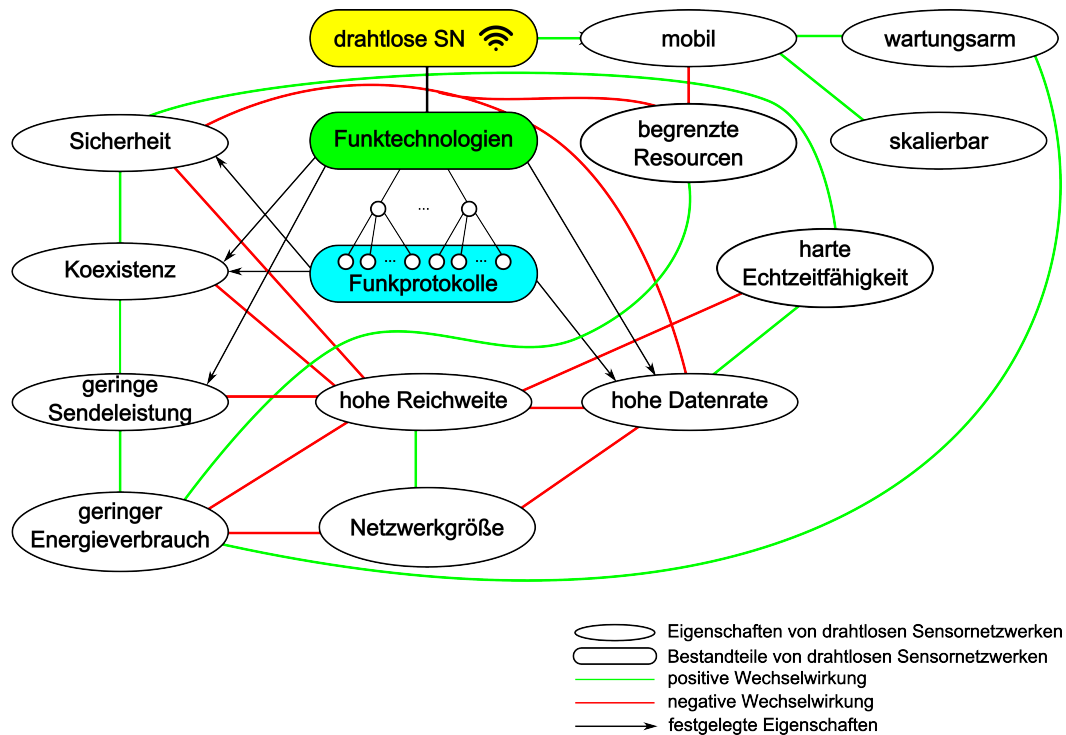 drahtlose SN
mobil
wartungsarm
Sicherheit
Funktechnologien
begrenzte
Resourcen
skalierbar
...
Koexistenz
...
...
Funkprotokolle
harte
Echtzeitfähigkeit
geringe
Sendeleistung
hohe Reichweite
hohe Datenrate
geringer
Energieverbrauch
Netzwerkgröße
Eigenschaften von drahtlosen Sensornetzwerken
Bestandteile von drahtlosen Sensornetzwerken
positive Wechselwirkung
negative Wechselwirkung
festgelegte Eigenschaften